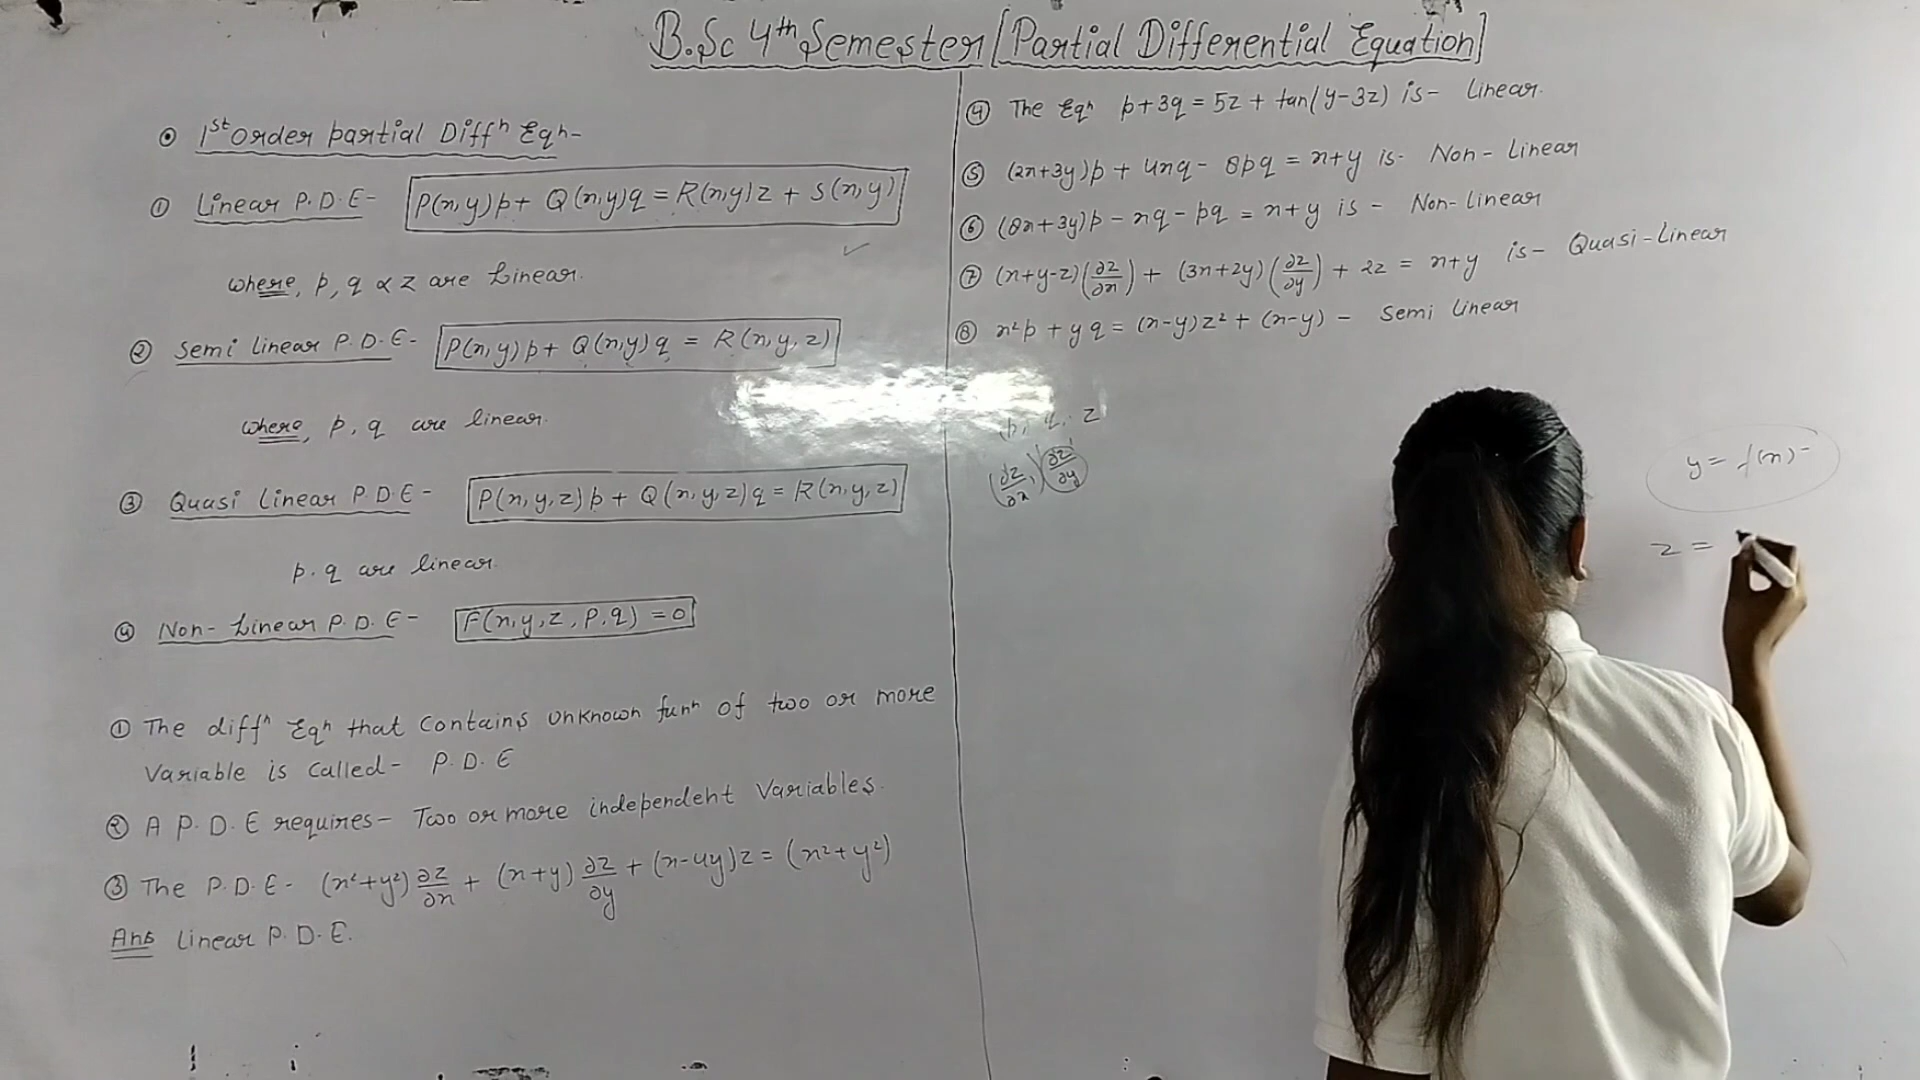 B.Sc 4th Semester [Partial Differential Equation]
⊙ 1st Order partial Diffn Eqn-
① Linear P.D.E- P(x,y)p + Q(x,y)q = R(x,y)z + S(x,y)
where, p, q & z are Linear.
② Semi Linear P.D.E- P(x,y)p + Q(x,y)q = R(x,y,z)
where, p, q are linear.
③ Quasi Linear P.D.E- P(x,y,z)p + Q(x,y,z)q = R(x,y,z)
p.q are linear.
④ Non-Linear P.D.E- F(x,y,z,p,q) = 0
① The diffn Eqn that Contains Unknown funn of two or more
Variable is Called- P.D.E
② A P.D.E requires- Two or more independent Variables.
③ The P.D.E- (x²+y²) ∂z/∂x + (x+y) ∂z/∂y + (x-4y)z = (x²+y²)
Ans Linear P.D.E.
④ The Eqn p+3q = 5z + tan(y-3z) is- Linear.
⑤ (2x+3y)p + 4xq - 8pq = x+y is- Non-Linear
⑥ (8x+3y)p - xq - pq = x+y is- Non-linear
⑦ (x+y-z)(∂z/∂x) + (3x+2y)(∂z/∂y) + 2z = x+y is- Quasi-Linear
⑧ x²p + yq = (x-y)z² + (x-y) - Semi Linear
p, q, z
(∂z/∂x) (∂z/∂y)
y = f(x)-
z =